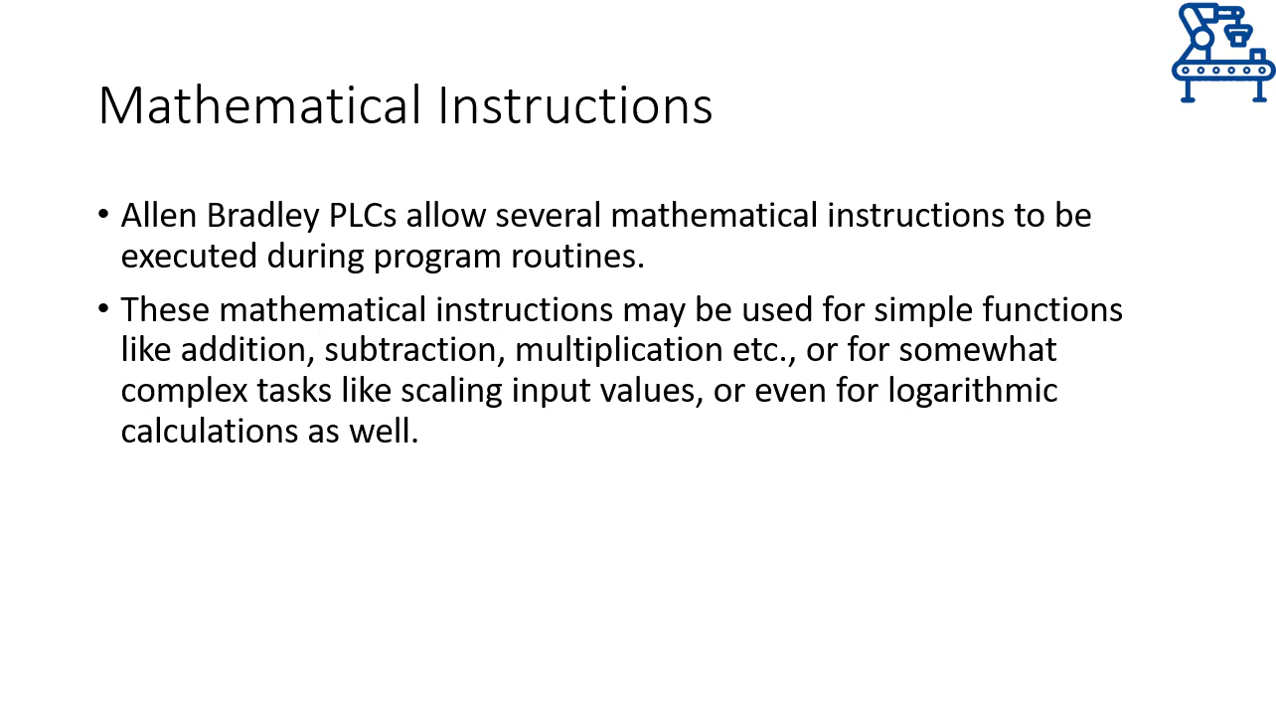 Mathematical Instructions
• Allen Bradley PLCs allow several mathematical instructions to be
executed during program routines.
• These mathematical instructions may be used for simple functions
like addition, subtraction, multiplication etc., or for somewhat
complex tasks like scaling input values, or even for logarithmic
calculations as well.